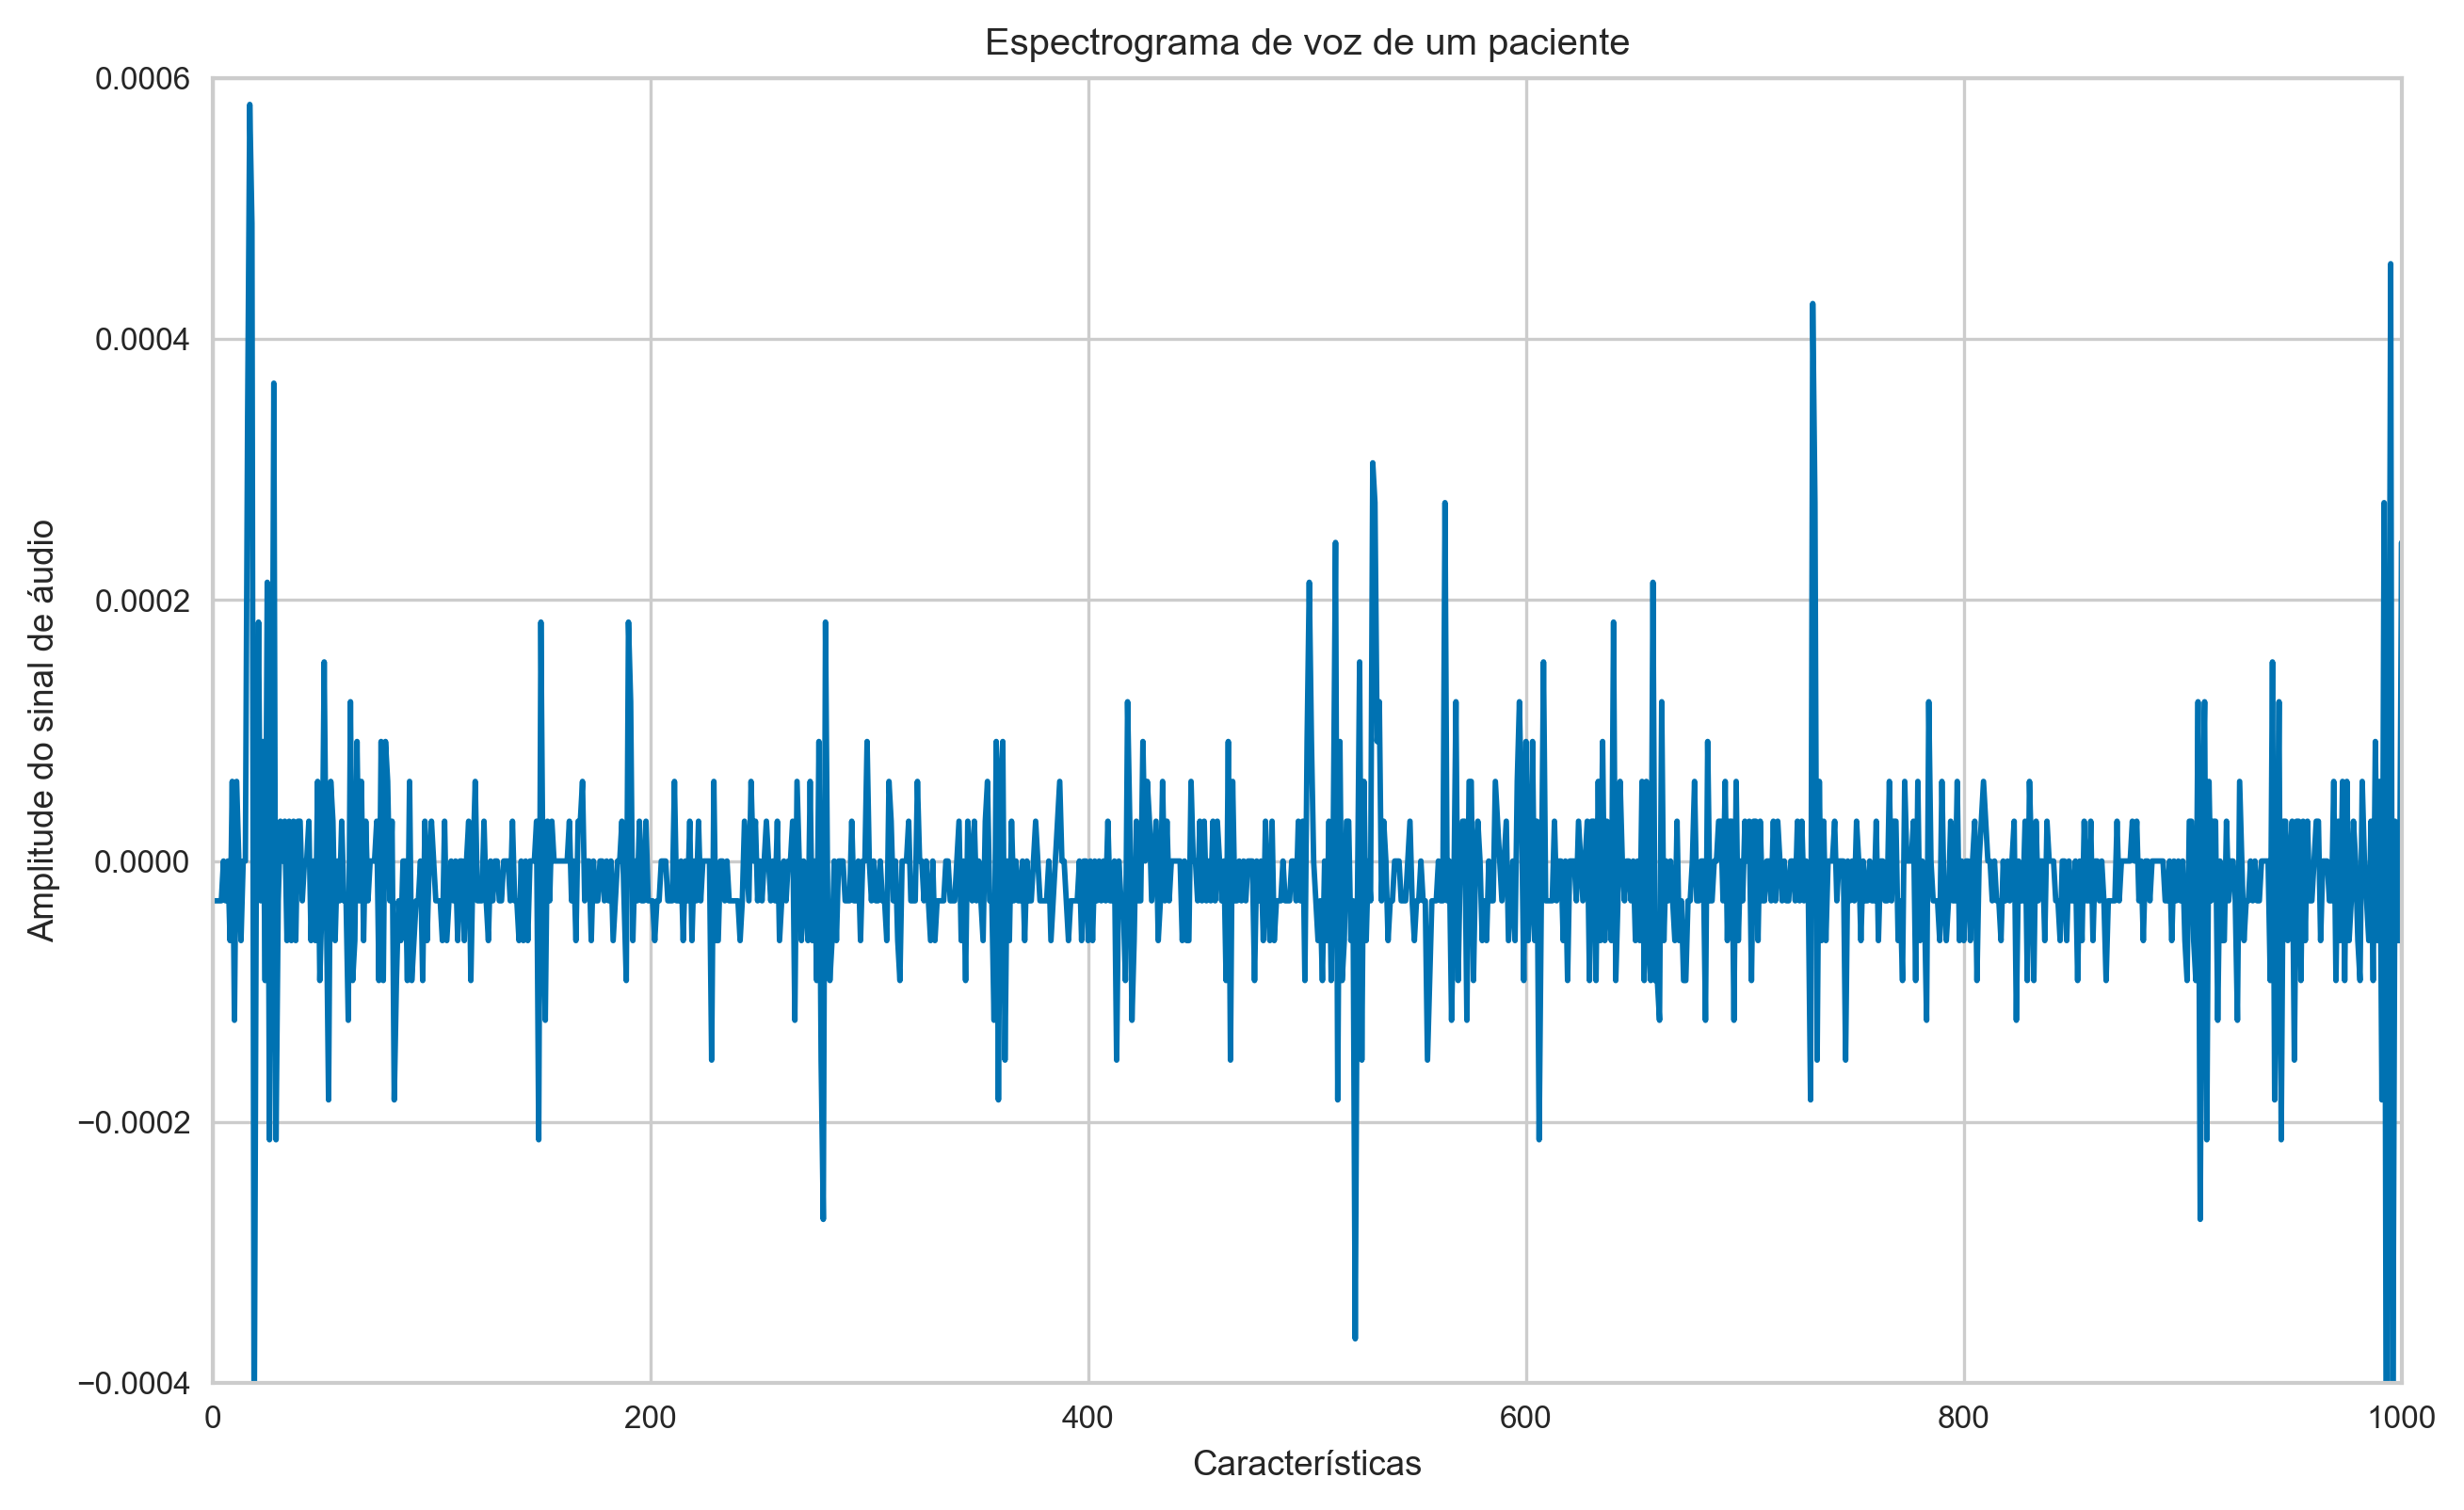 Espectrograma de voz de um paciente
Amplitude do sinal de áudio
0.0006
0.0004
0.0002
0.0000
−0.0002
−0.0004
0 200 400 600 800 1000
Características